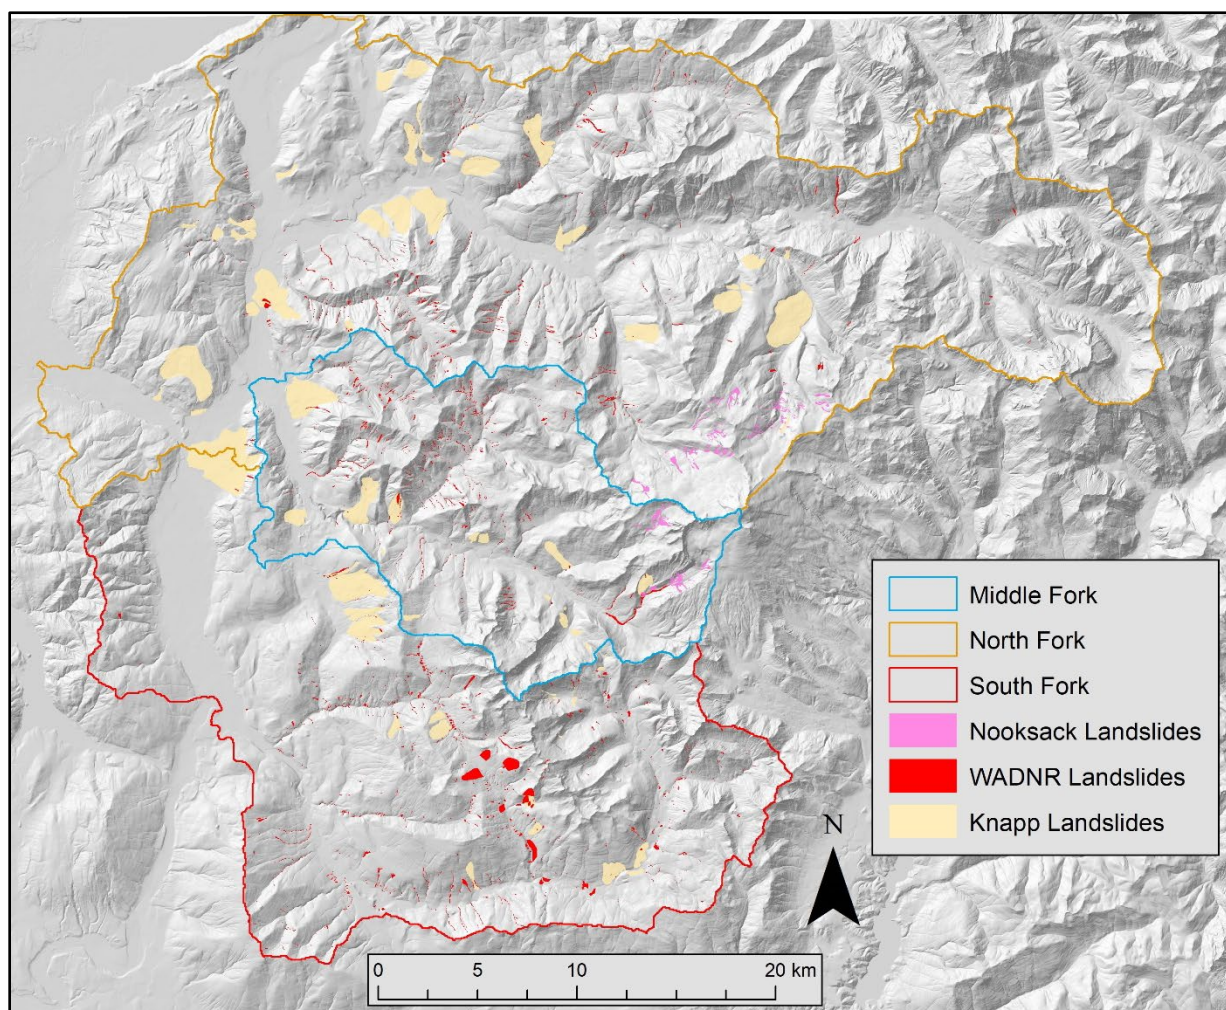 Middle Fork
North Fork
South Fork
Nooksack Landslides
WADNR Landslides
Knapp Landslides
N
0 5 10 20 km